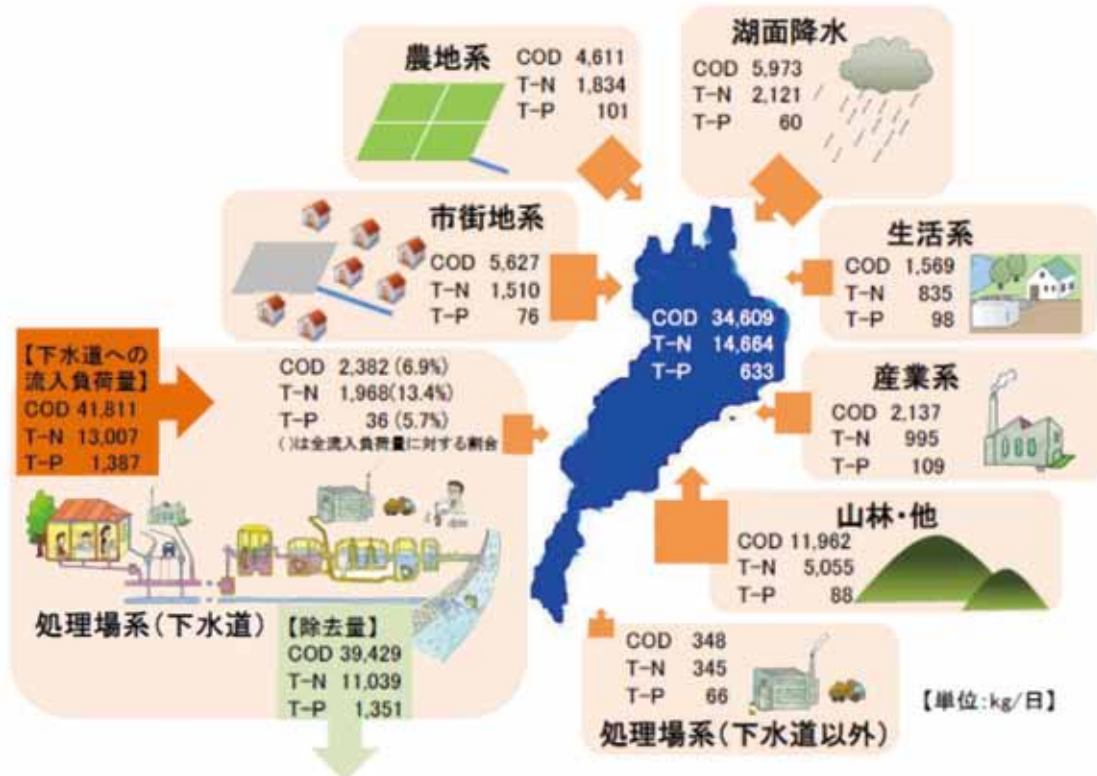 農地系
COD 4,611
T-N 1,834
T-P 101
湖面降水
COD 5,973
T-N 2,121
T-P 60
市街地系
COD 5,627
T-N 1,510
T-P 76
生活系
COD 1,569
T-N 835
T-P 98
COD 34,609
T-N 14,664
T-P 633
【下水道への
流入負荷量】
COD 41,811
T-N 13,007
T-P 1,387
COD 2,382 (6.9%)
T-N 1,968(13.4%)
T-P 36 (5.7%)
( )は全流入負荷量に対する割合
産業系
COD 2,137
T-N 995
T-P 109
山林・他
COD 11,962
T-N 5,055
T-P 88
処理場系(下水道)
【除去量】
COD 39,429
T-N 11,039
T-P 1,351
COD 348
T-N 345
T-P 66
処理場系(下水道以外)
【単位:kg/日】